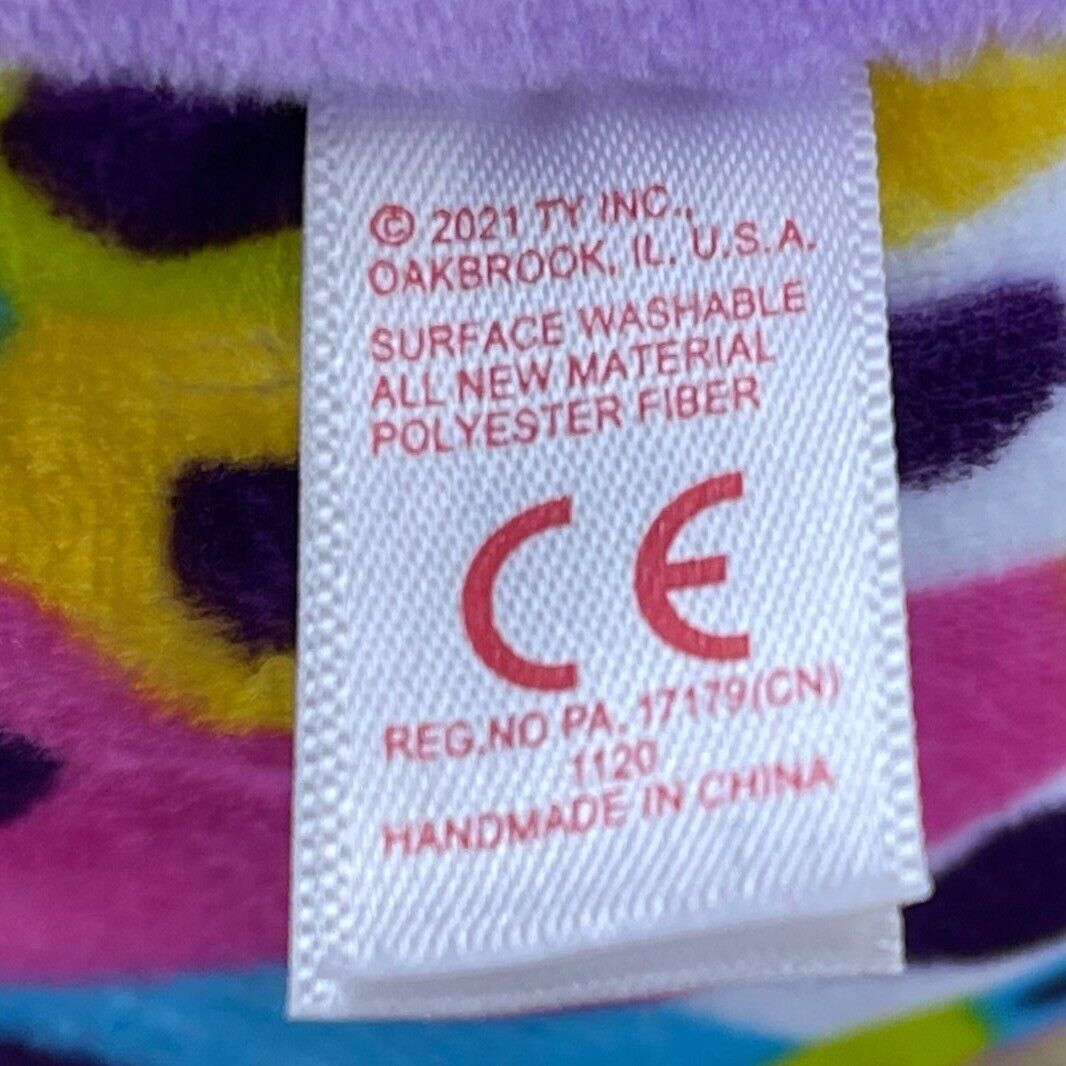 © 2021 TY INC.,
OAKBROOK, IL, U.S.A.
SURFACE WASHABLE
ALL NEW MATERIAL
POLYESTER FIBER
CE
REG.NO PA. 17179(CN)
1120
HANDMADE IN CHINA